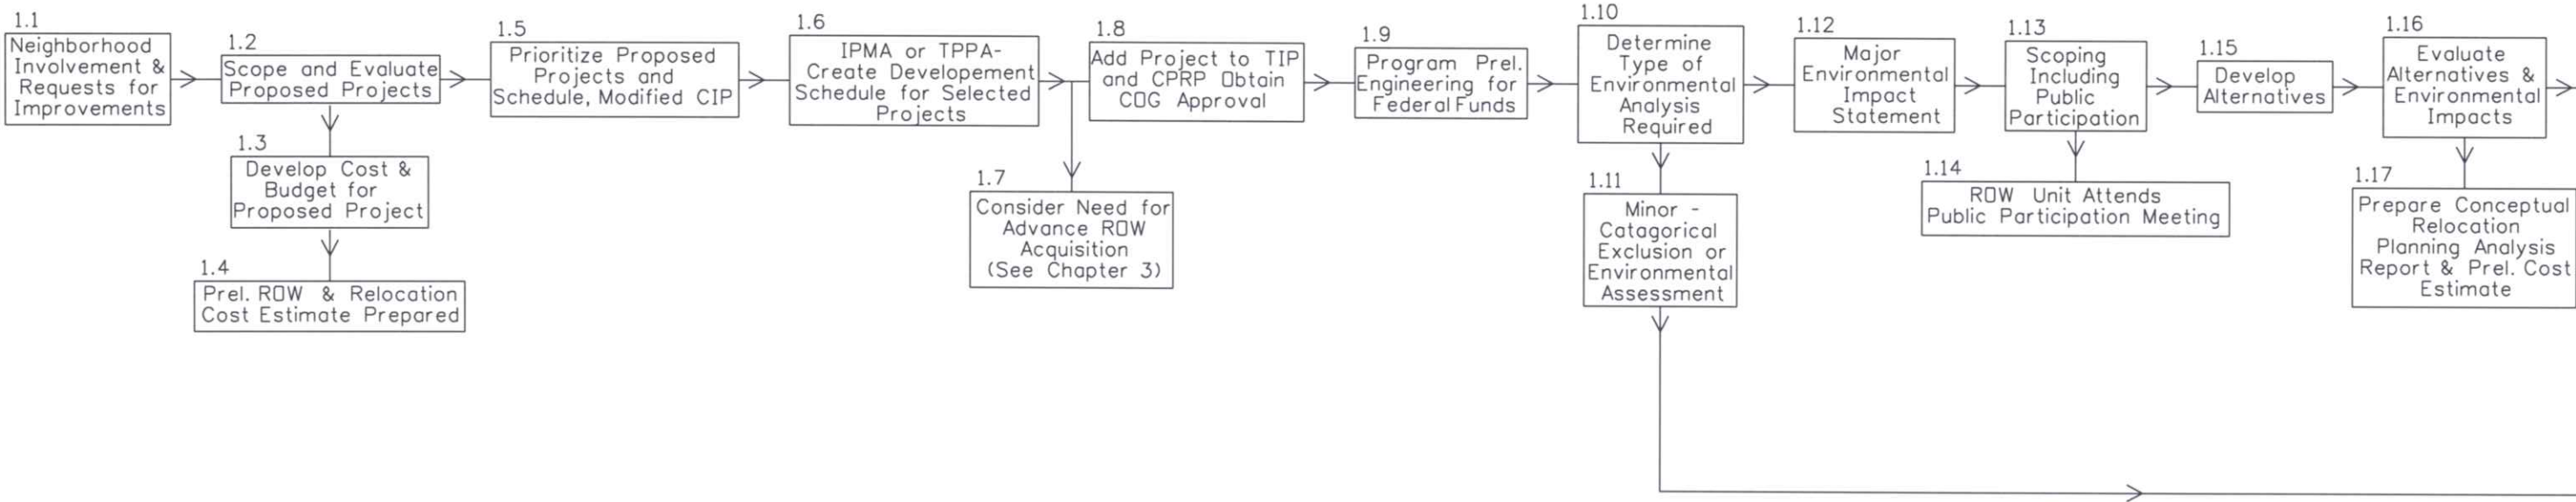 1.1
Neighborhood
Involvement &
Requests for
Improvements
1.2
Scope and Evaluate
Proposed Projects
1.3
Develop Cost &
Budget for
Proposed Project
1.4
Prel. ROW & Relocation
Cost Estimate Prepared
1.5
Prioritize Proposed
Projects and
Schedule, Modified CIP
1.6
IPMA or TPPA-
Create Developement
Schedule for Selected
Projects
1.7
Consider Need for
Advance ROW
Acquisition
(See Chapter 3)
1.8
Add Project to TIP
and CPRP Obtain
COG Approval
1.9
Program Prel.
Engineering for
Federal Funds
1.10
Determine
Type of
Environmental
Analysis
Required
1.11
Minor -
Catagorical
Exclusion or
Environmental
Assessment
1.12
Major
Environmental
Impact
Statement
1.13
Scoping
Including
Public
Participation
1.14
ROW Unit Attends
Public Participation Meeting
1.15
Develop
Alternatives
1.16
Evaluate
Alternatives &
Environmental
Impacts
1.17
Prepare Conceptual
Relocation
Planning Analysis
Report & Prel. Cost
Estimate